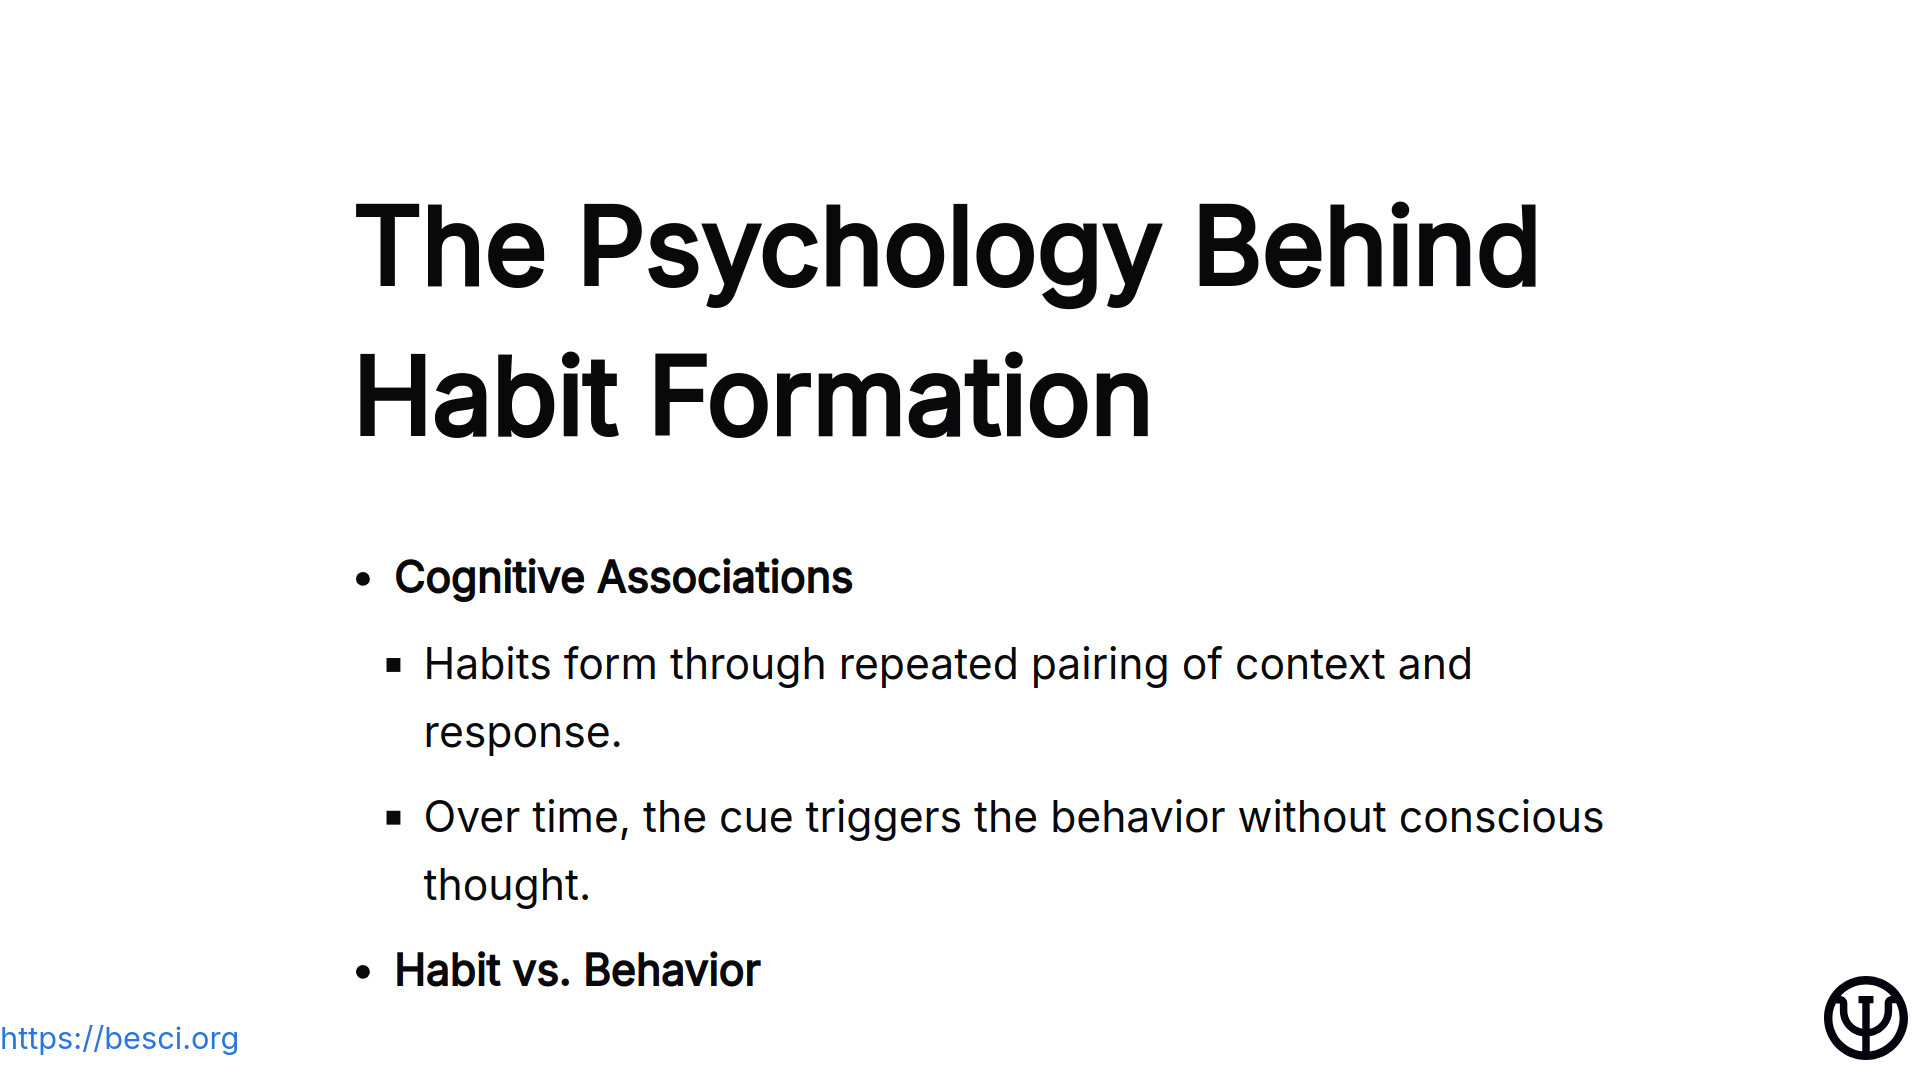 The Psychology Behind
Habit Formation
• Cognitive Associations
▪ Habits form through repeated pairing of context and
response.
▪ Over time, the cue triggers the behavior without conscious
thought.
• Habit vs. Behavior
https://besci.org